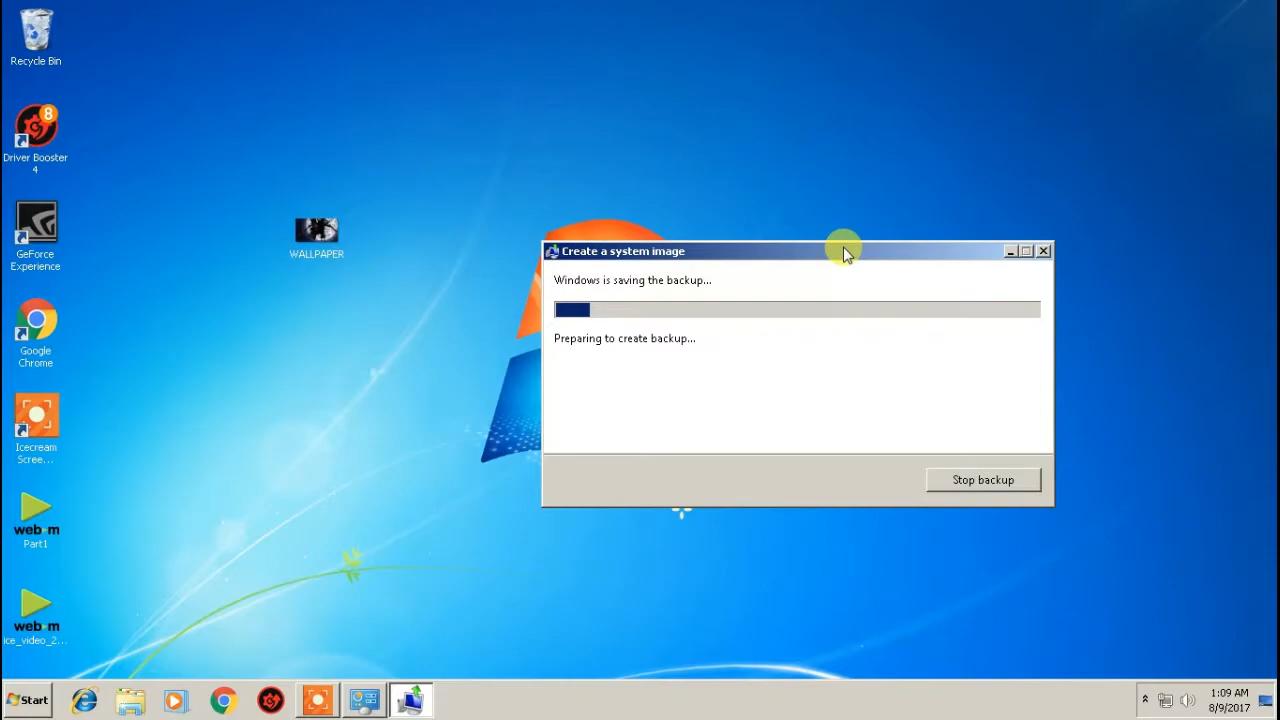 Recycle Bin
8
Driver Booster
4
GeForce
Experience
Google
Chrome
Icecream
Scree...
web-m
Part1
web-m
ice_video_2...
WALLPAPER
Create a system image
Windows is saving the backup...
Preparing to create backup...
Stop backup
Start
1:09 AM
8/9/2017